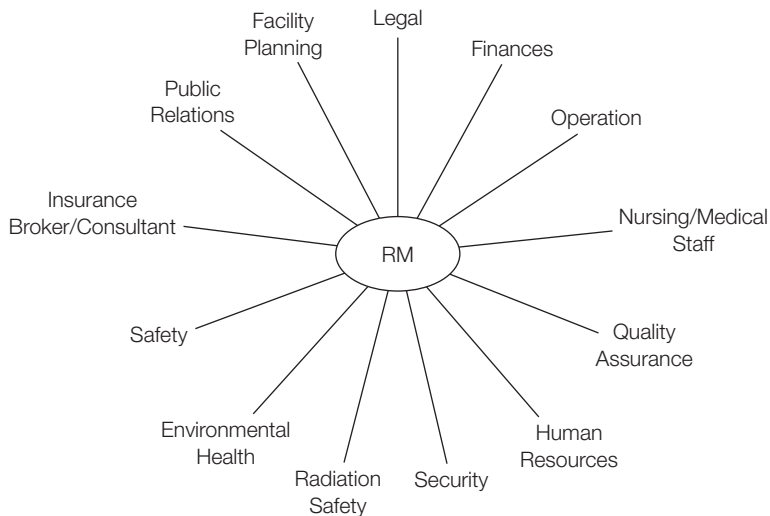 Legal
Facility
Planning
Finances
Public
Relations
Operation
Insurance
Broker/Consultant
Nursing/Medical
Staff
RM
Safety
Quality
Assurance
Environmental
Health
Human
Resources
Radiation
Safety
Security